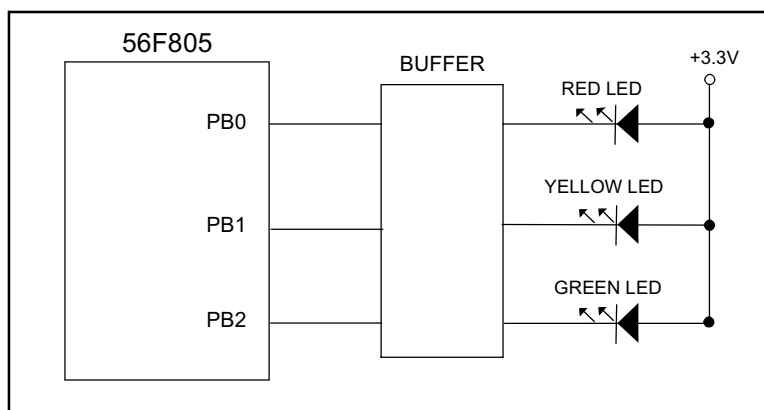 56F805
BUFFER
+3.3V
RED LED
PB0
YELLOW LED
PB1
GREEN LED
PB2